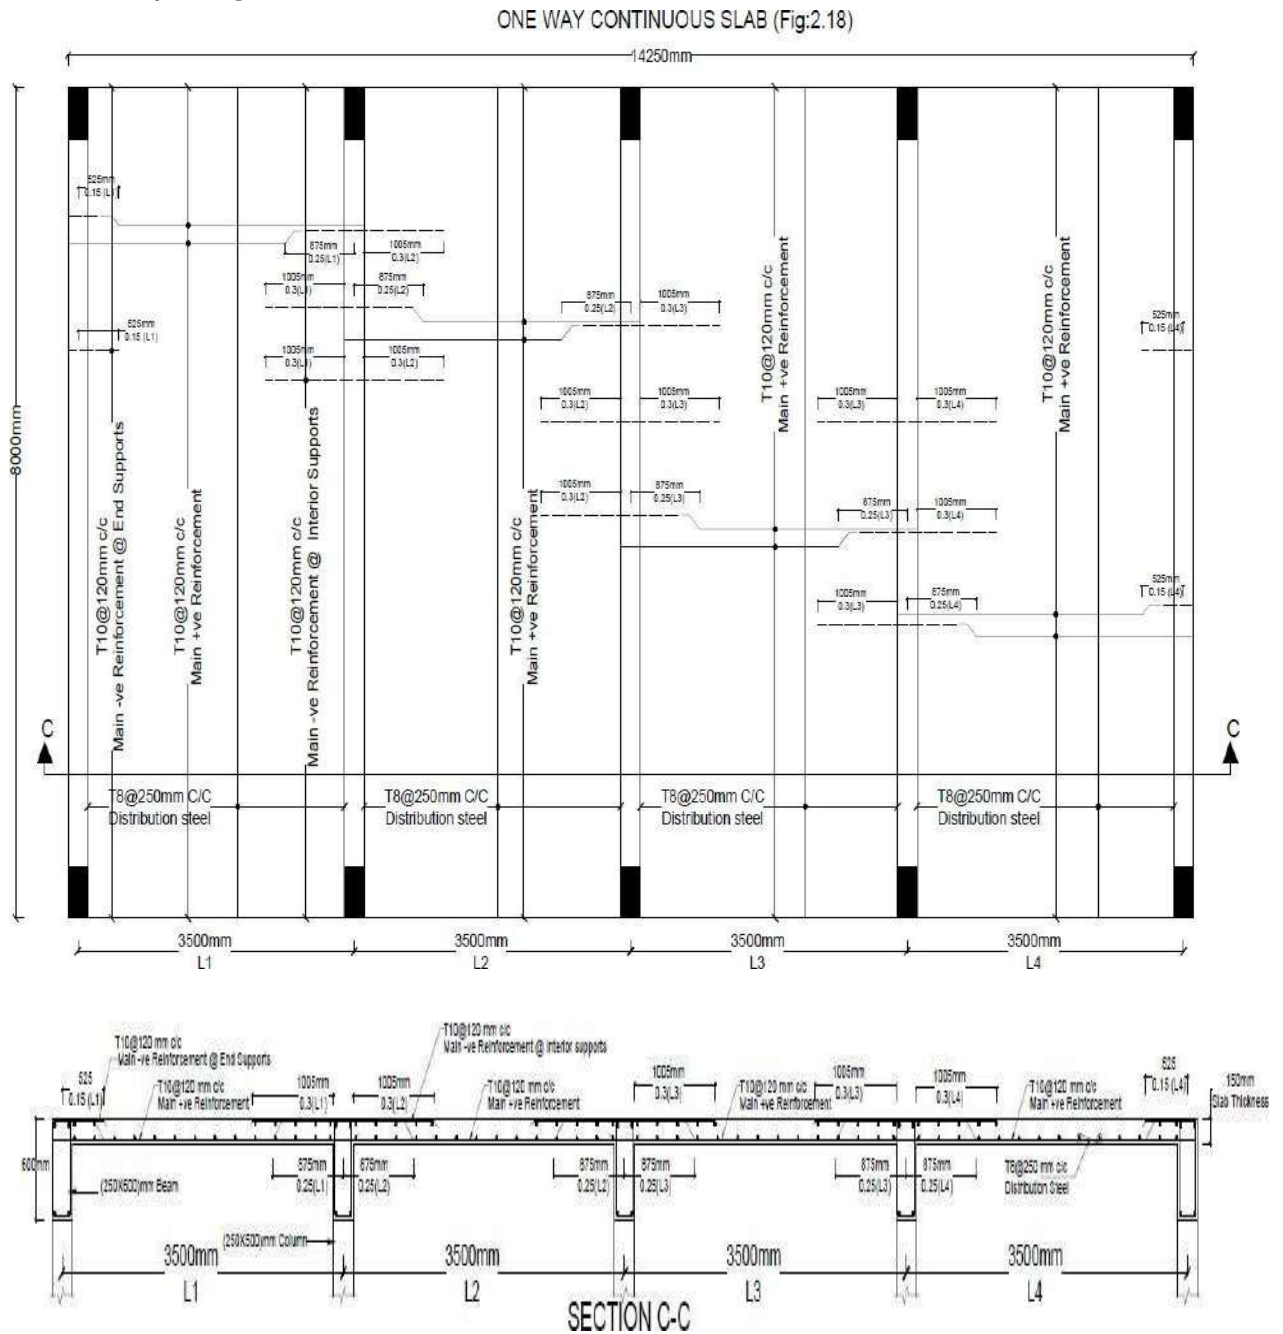 ONE WAY CONTINUOUS SLAB (Fig:2.18)
14250mm
8000mm
525mm
0.15 (L1)
875mm
0.25(L1)
1005mm
0.3(L2)
1005mm
0.3(L1)
875mm
0.25(L2)
875mm
0.25(L2)
1005mm
0.3(L3)
525mm
0.15 (L1)
1005mm
0.3(L1)
1005mm
0.3(L2)
525mm
0.15 (L4)
1005mm
0.3(L2)
1005mm
0.3(L3)
1005mm
0.3(L3)
1005mm
0.3(L4)
1005mm
0.3(L2)
875mm
0.25(L3)
875mm
0.25(L3)
1005mm
0.3(L4)
1005mm
0.3(L3)
875mm
0.25(L4)
525mm
0.15 (L4)
T10@120mm c/c
Main -ve Reinforcement @ End Supports
T10@120mm c/c
Main +ve Reinforcement
T10@120mm c/c
Main -ve Reinforcement @ Interior Supports
T10@120mm c/c
Main +ve Reinforcement
T10@120mm c/c
Main +ve Reinforcement
T10@120mm c/c
Main +ve Reinforcement
C
C
T8@250mm C/C
Distribution steel
T8@250mm C/C
Distribution steel
T8@250mm C/C
Distribution steel
T8@250mm C/C
Distribution steel
3500mm
L1
3500mm
L2
3500mm
L3
3500mm
L4
T10@120 mm c/c
Main -ve Reinforcement @ End Supports
T10@120 mm c/c
Main -ve Reinforcement @ Interior supports
525
0.15 (L1)
T10@120 mm c/c
Main +ve Reinforcement
1005mm
0.3(L1)
1005mm
0.3(L2)
T10@120 mm c/c
Main +ve Reinforcement
1005mm
0.3(L3)
T10@120 mm c/c
Main +ve Reinforcement
1005mm
0.3(L3)
1005mm
0.3(L4)
T10@120 mm c/c
Main +ve Reinforcement
525
0.15 (L4)
150mm
Slab Thickness
600mm
(250X600)mm Beam
875mm
0.25(L1)
875mm
0.25(L2)
875mm
0.25(L2)
875mm
0.25(L3)
875mm
0.25(L3)
875mm
0.25(L4)
T8@250 mm c/c
Distribution Steel
(250X500)mm Column
3500mm
L1
3500mm
L2
3500mm
L3
3500mm
L4
SECTION C-C